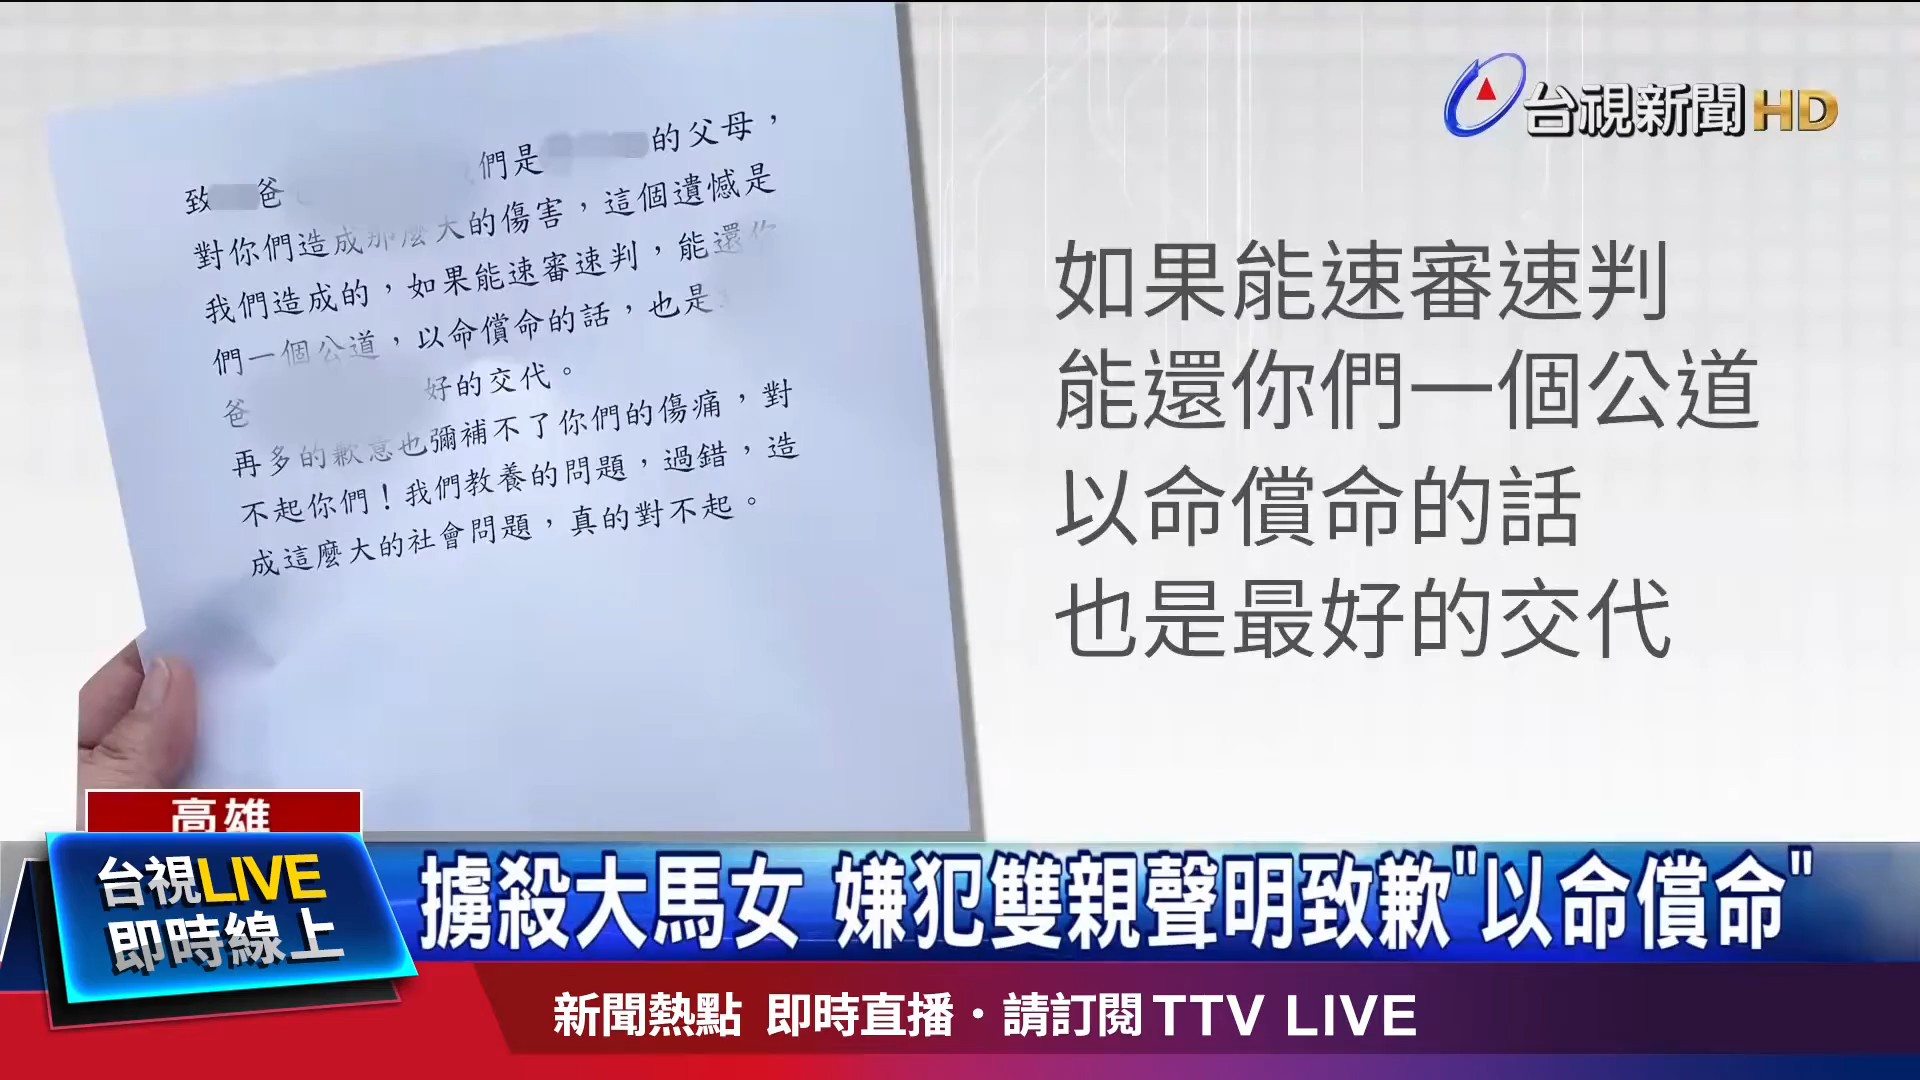 台視新聞HD
致 爸 們是 的父母，
對你們造成那麼大的傷害，這個遺憾是
我們造成的，如果能速審速判，能還你
們一個公道，以命償命的話，也是
爸 好的交代。
再多的歉意也彌補不了你們的傷痛，對
不起你們！我們教養的問題，過錯，造
成這麼大的社會問題，真的對不起。
如果能速審速判
能還你們一個公道
以命償命的話
也是最好的交代
高雄
台視LIVE
即時線上
擄殺大馬女 嫌犯雙親聲明致歉"以命償命"
新聞熱點 即時直播·請訂閱TTV LIVE